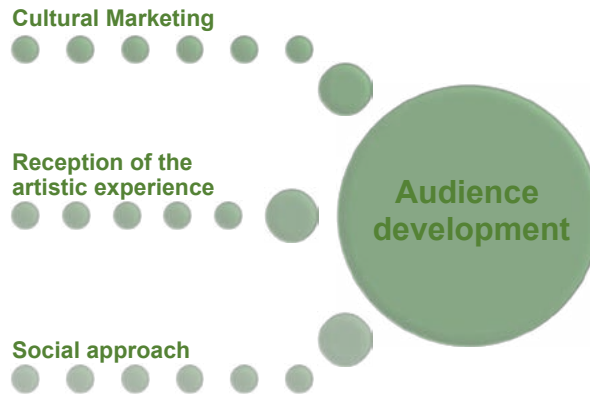 Cultural Marketing
Reception of the
artistic experience
Audience
development
Social approach